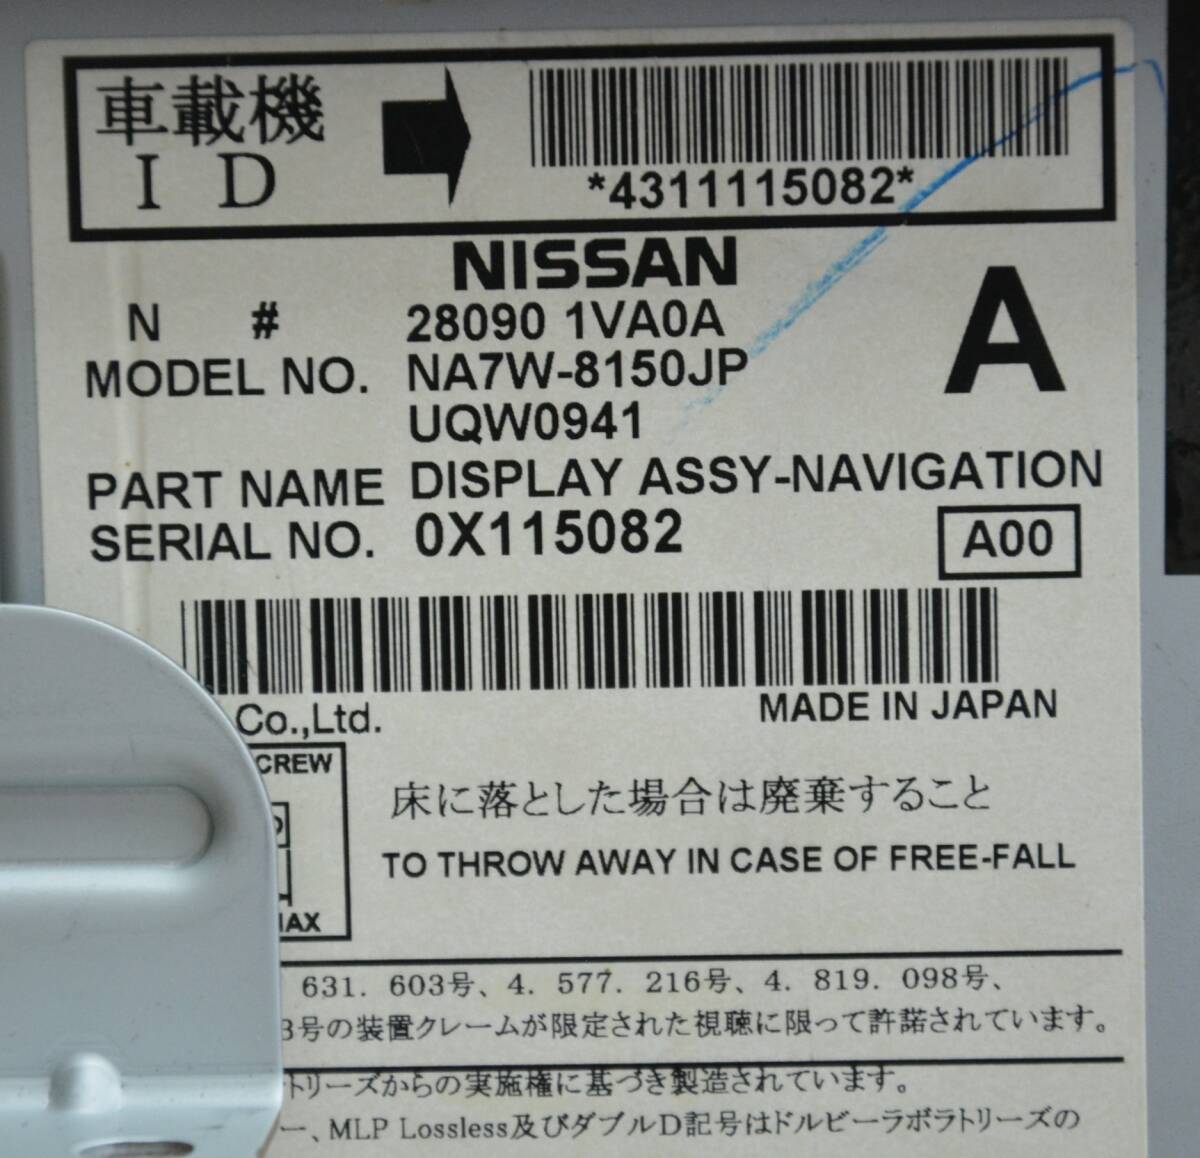 車載機
ID
*4311115082*
NISSAN
N # 28090 1VA0A
A
MODEL NO. NA7W-8150JP
UQW0941
PART NAME DISPLAY ASSY-NAVIGATION
SERIAL NO. 0X115082
A00
Co.,Ltd.
MADE IN JAPAN
CREW
床に落とした場合は廃棄すること
TO THROW AWAY IN CASE OF FREE-FALL
631. 603号、4. 577. 216号、4. 819. 098号、
3号の装置クレームが限定された視聴に限って許諾されています。
トリーズからの実施権に基づき製造されています。
ー、MLP Lossless及びダブルD記号はドルビーラボラトリーズの